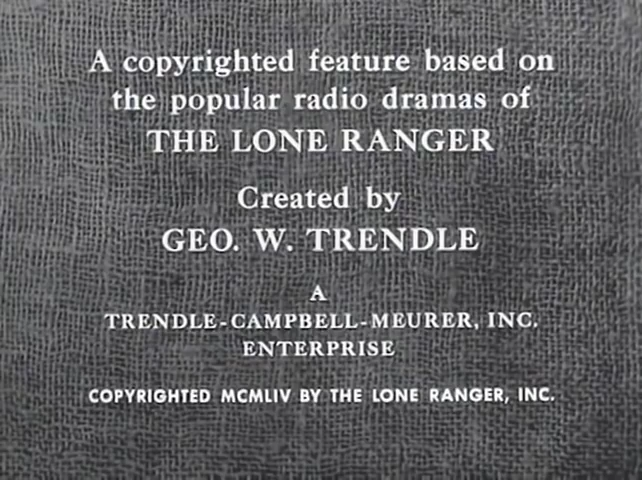 A copyrighted feature based on
the popular radio dramas of
THE LONE RANGER
Created by
GEO. W. TRENDLE
A
TRENDLE-CAMPBELL-MEURER, INC.
ENTERPRISE
COPYRIGHTED MCMLIV BY THE LONE RANGER, INC.